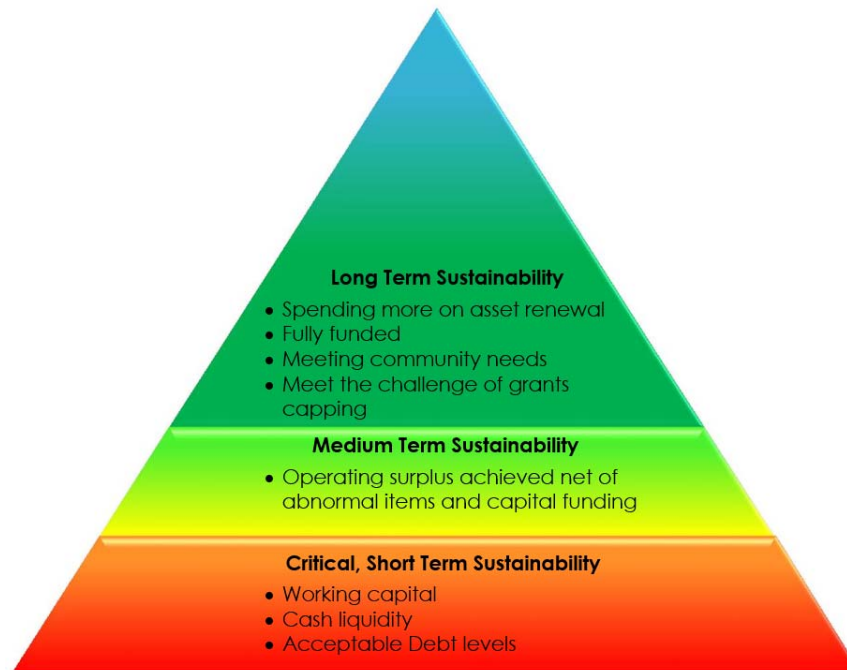 Long Term Sustainability
• Spending more on asset renewal
• Fully funded
• Meeting community needs
• Meet the challenge of grants
capping
Medium Term Sustainability
• Operating surplus achieved net of
abnormal items and capital funding
Critical, Short Term Sustainability
• Working capital
• Cash liquidity
• Acceptable Debt levels